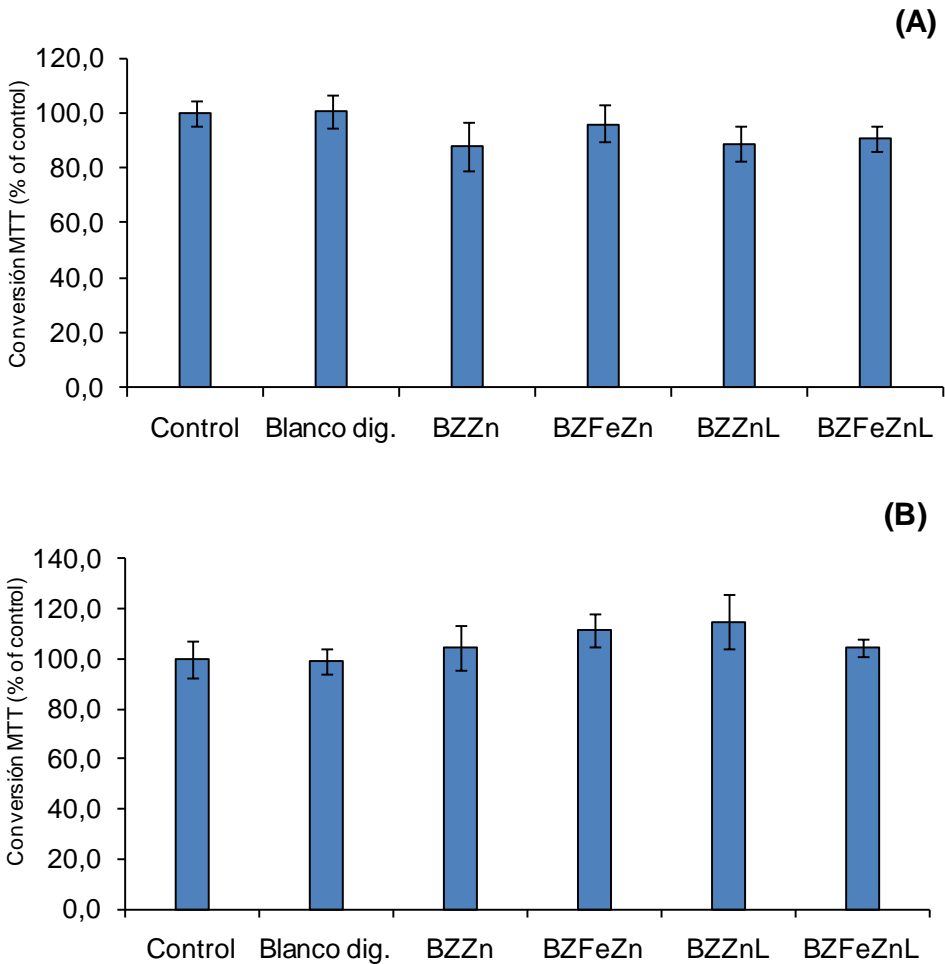 (A)
Conversión MTT (% of control)
120,0
100,0
80,0
60,0
40,0
20,0
0,0
Control Blanco dig. BZZn BZFeZn BZZnL BZFeZnL
(B)
Conversión MTT (% of control)
140,0
120,0
100,0
80,0
60,0
40,0
20,0
0,0
Control Blanco dig. BZZn BZFeZn BZZnL BZFeZnL